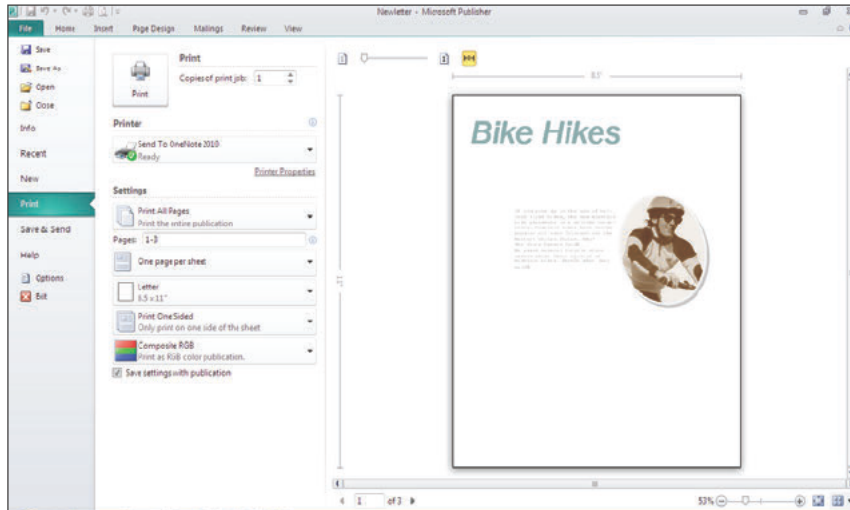 Newletter - Microsoft Publisher
File Home Insert Page Design Mailings Review View
Save
Save As
Open
Close
Info
Recent
New
Print
Save & Send
Help
Options
Exit
Print
Copies of print job: 1
Print
Printer
Send To OneNote 2010
Ready
Printer Properties
Settings
Print All Pages
Print the entire publication
Pages: 1-3
One page per sheet
Letter
8.5 x 11"
Print One Sided
Only print on one side of the sheet
Composite RGB
Print as RGB color publication.
Save settings with publication
8.5"
11"
Bike Hikes
1 of 3
53%